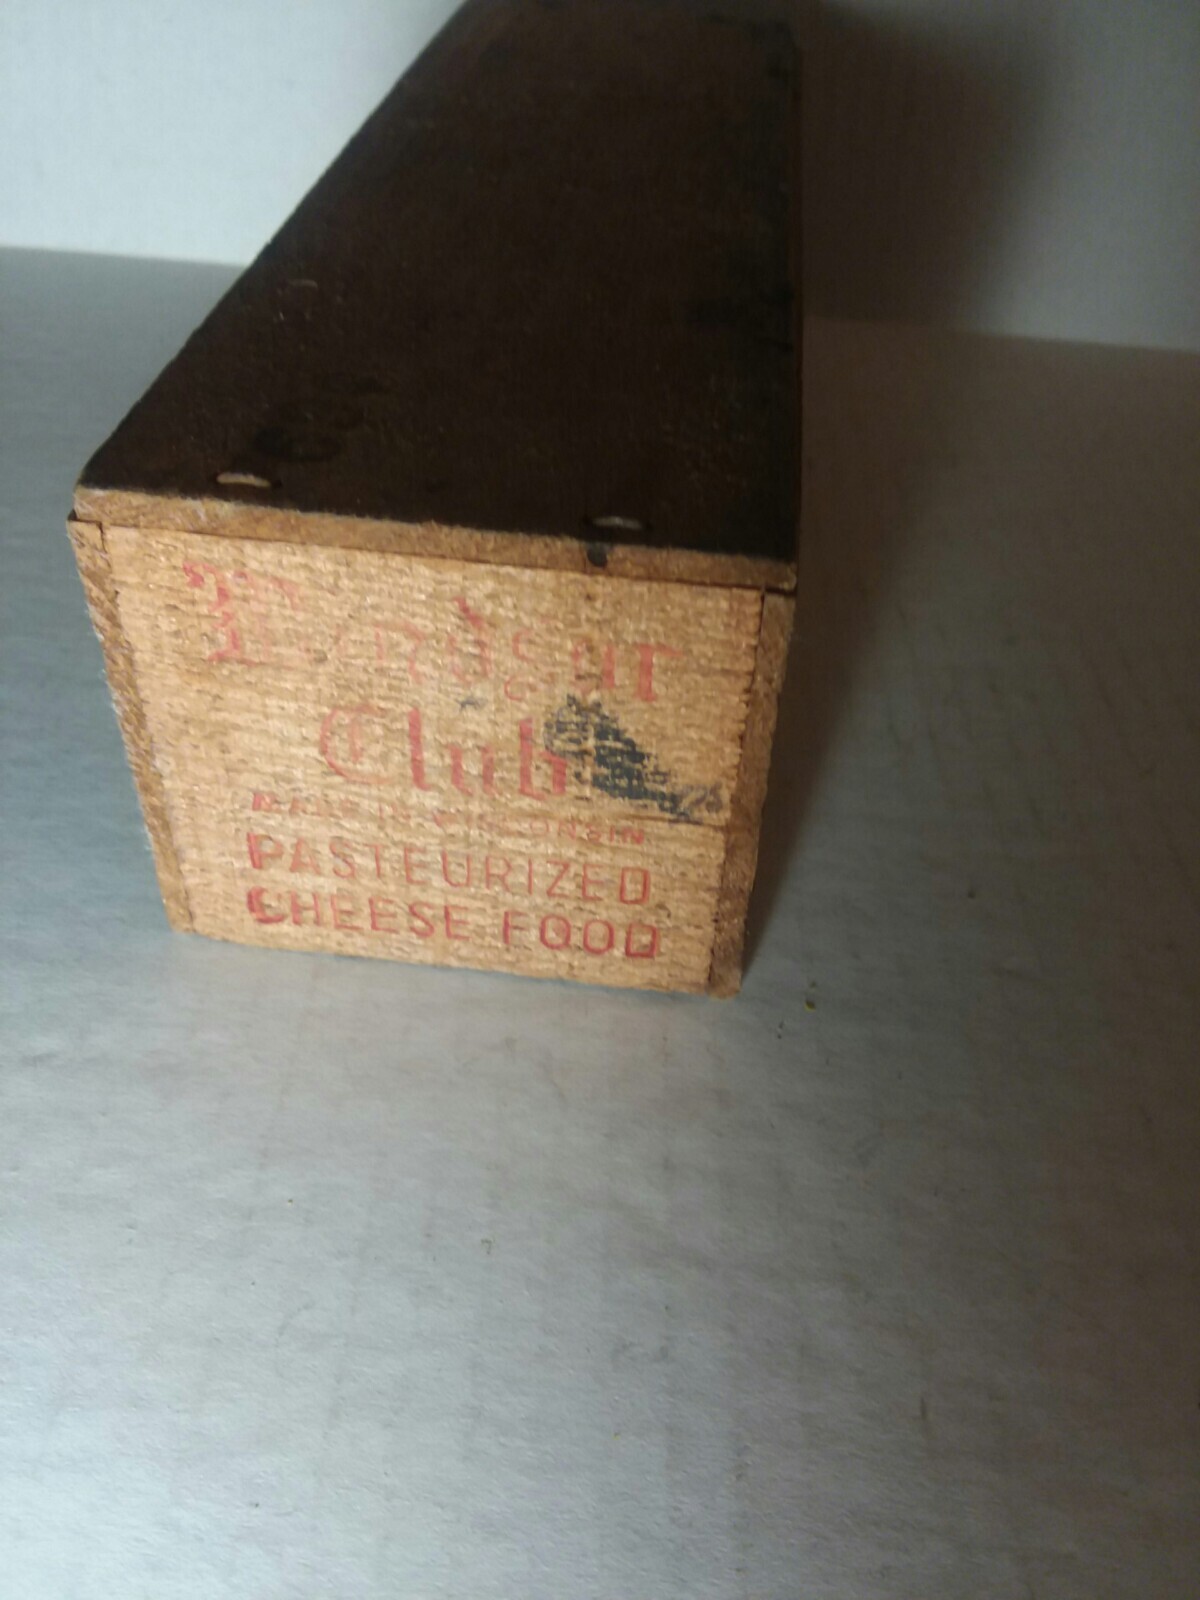 Club
MADE IN WISCONSIN
PASTEURIZED
CHEESE FOOD